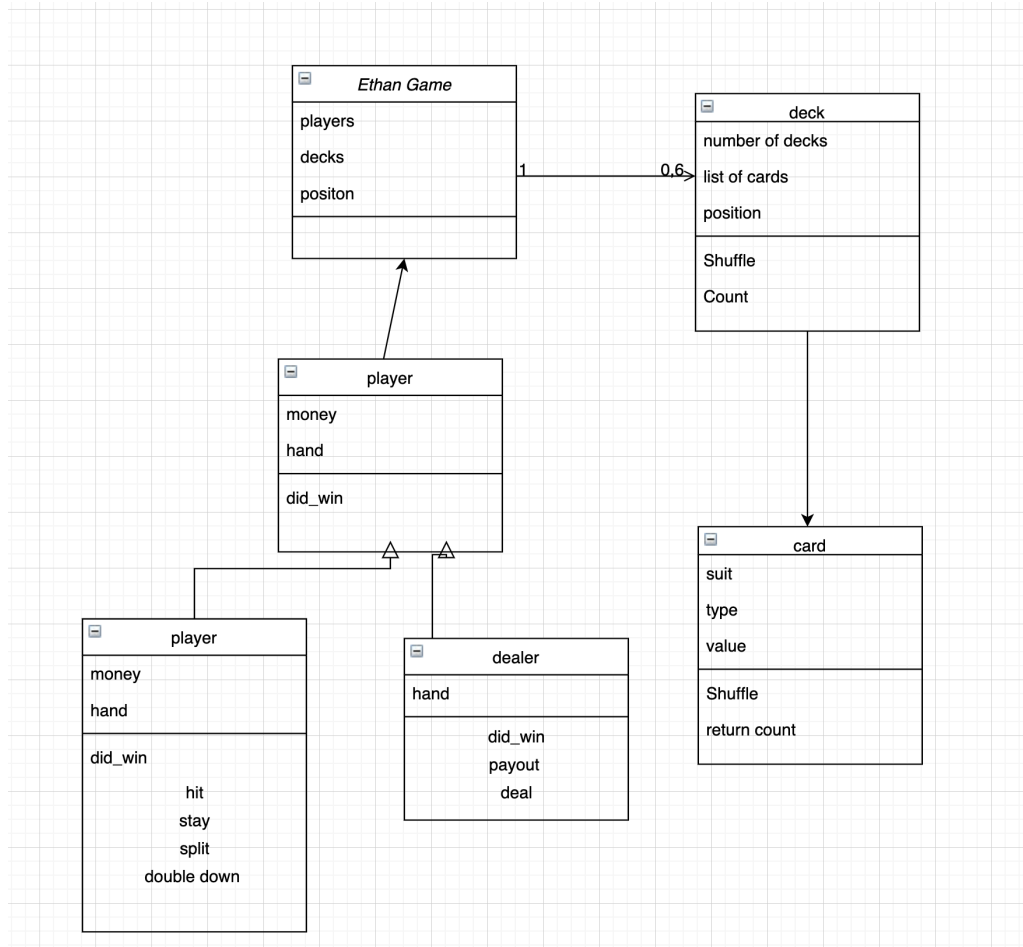 Ethan Game
players
decks
positon
1
0,6
deck
number of decks
list of cards
position
Shuffle
Count
player
money
hand
did_win
player
money
hand
did_win
hit
stay
split
double down
dealer
hand
did_win
payout
deal
card
suit
type
value
Shuffle
return count